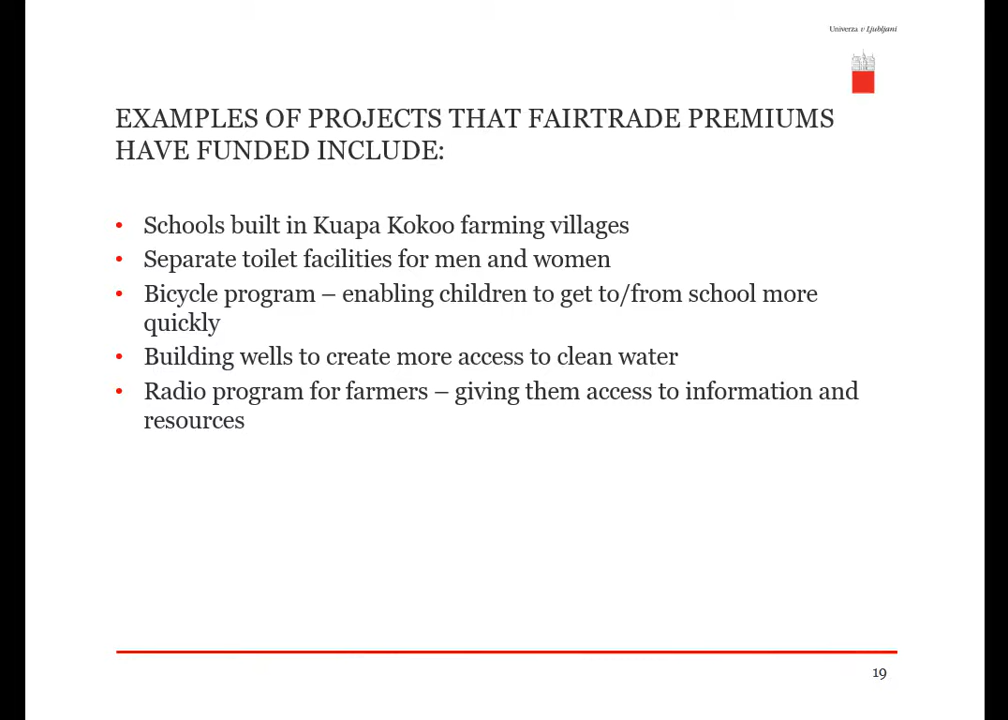 Univerza v Ljubljani
EXAMPLES OF PROJECTS THAT FAIRTRADE PREMIUMS
HAVE FUNDED INCLUDE:
• Schools built in Kuapa Kokoo farming villages
• Separate toilet facilities for men and women
• Bicycle program – enabling children to get to/from school more
quickly
• Building wells to create more access to clean water
• Radio program for farmers – giving them access to information and
resources
19